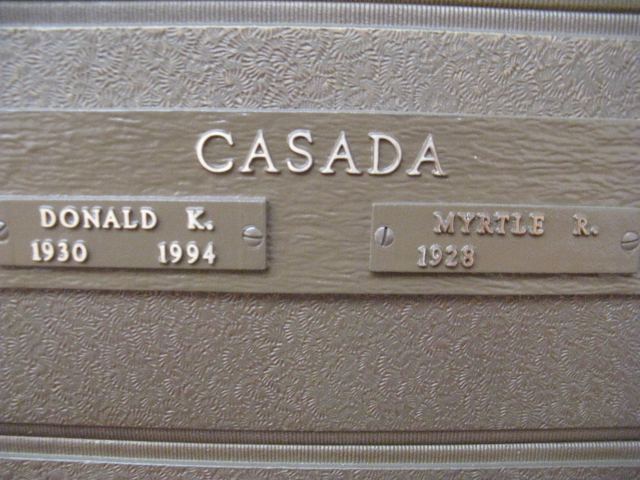 CASADA
DONALD K.
1930 1994
MYRTLE R.
1928